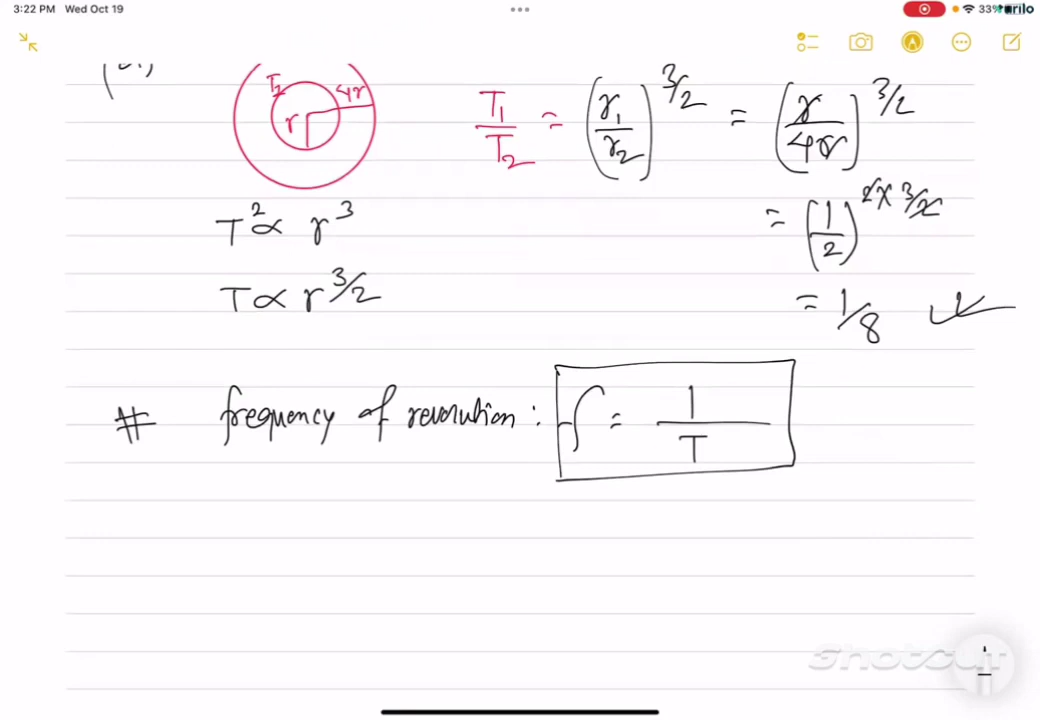 3:22 PM Wed Oct 19
33%
T₂ 4r
r
T₁/T₂ = (r₁/r₂)^3/2 = (r/4r)^3/2
T² ∝ r³
= (1/2)^2×3/2
T ∝ r^3/2
= 1/8
# frequency of revolution: f = 1/T
Shotcut